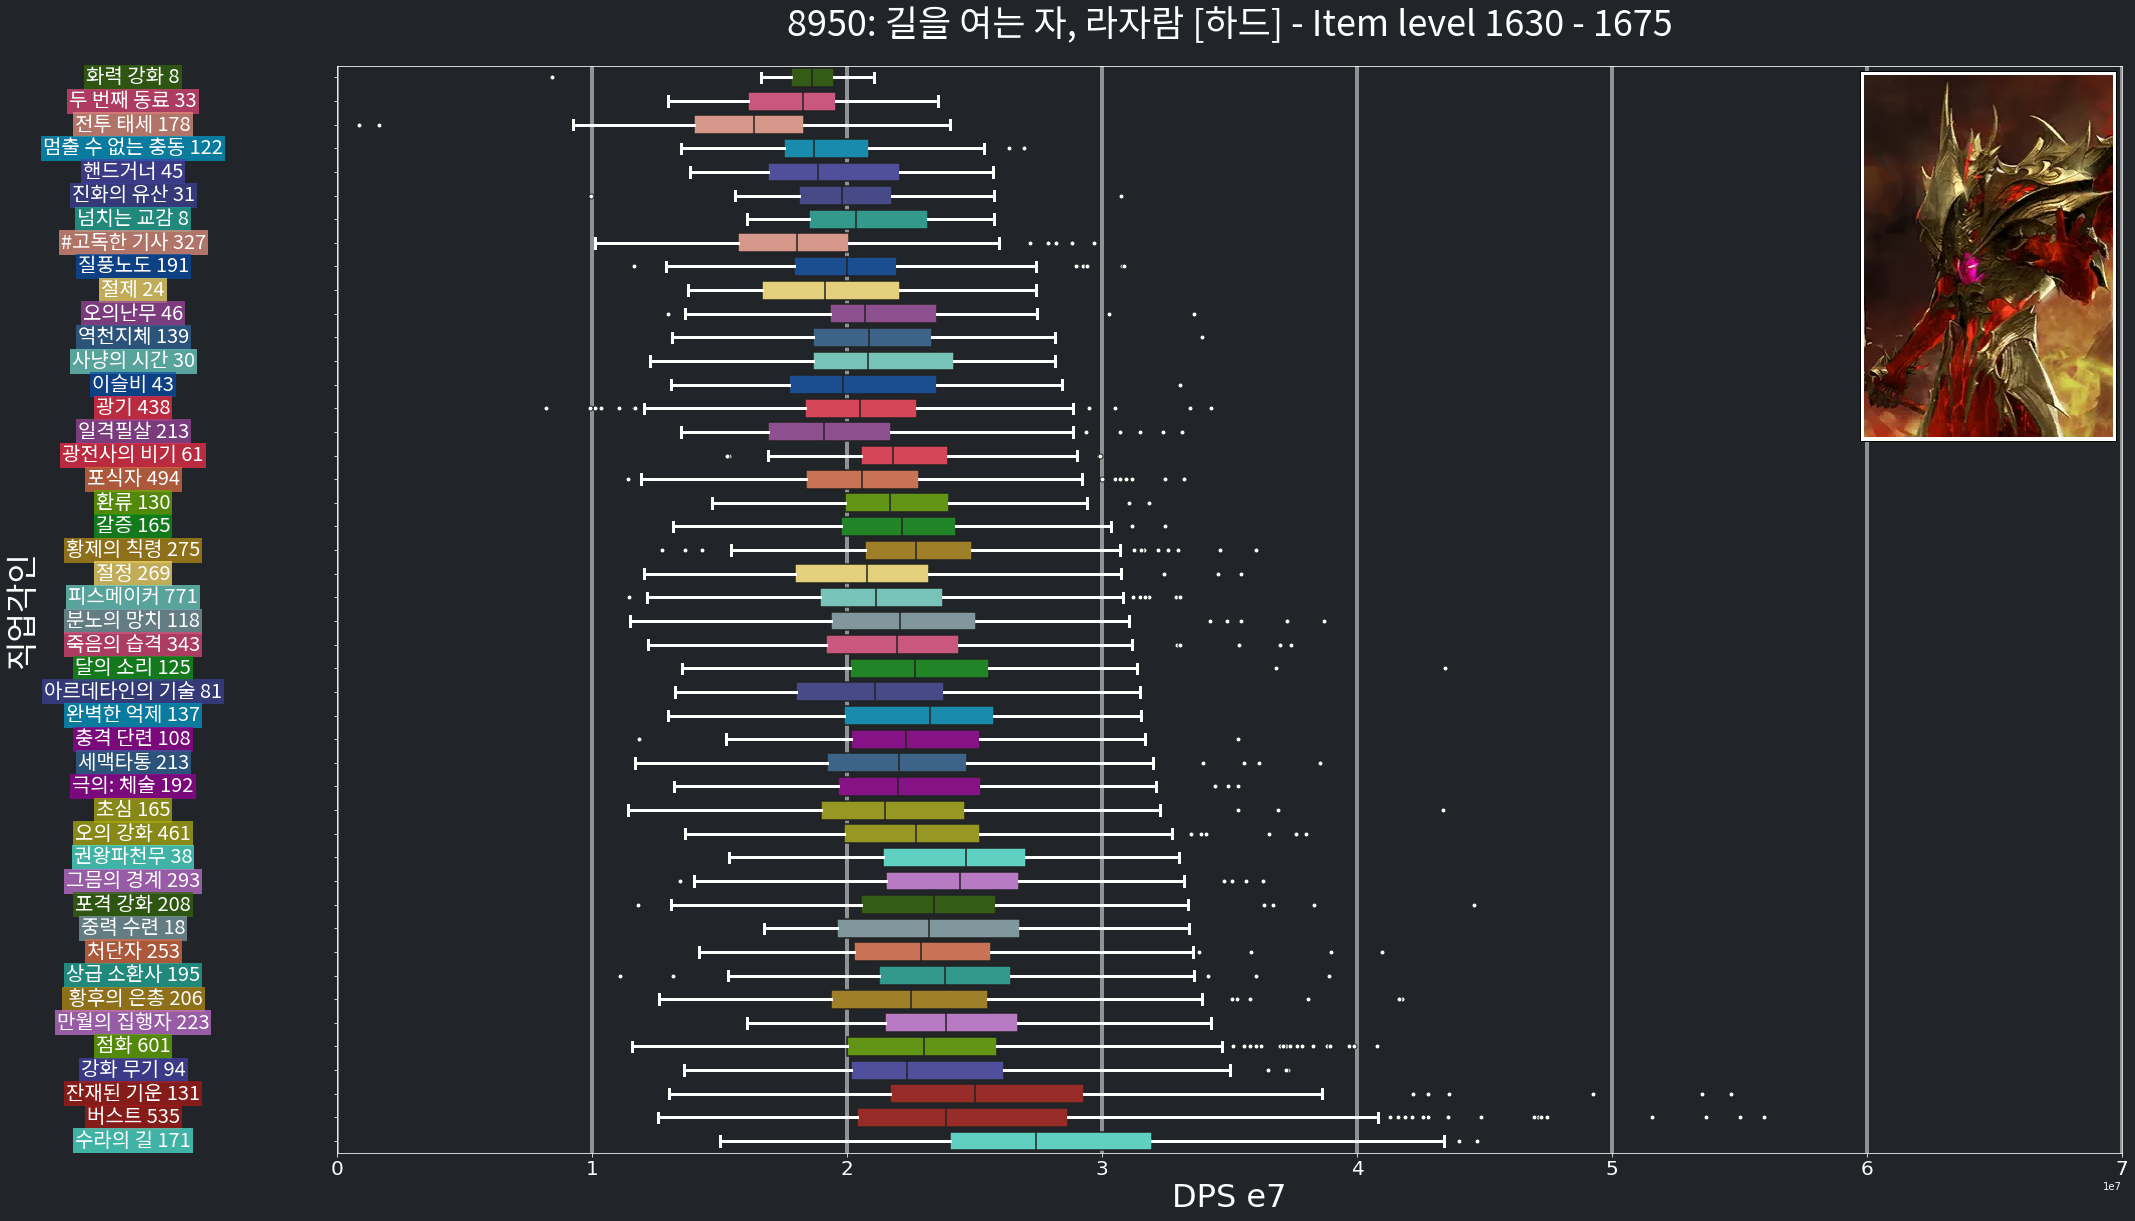 8950: 길을 여는 자, 라자람 [하드] - Item level 1630 - 1675
화력 강화 8
두 번째 동료 33
전투 태세 178
멈출 수 없는 충동 122
핸드거너 45
진화의 유산 31
넘치는 교감 8
#고독한 기사 327
질풍노도 191
절제 24
오의난무 46
역천지체 139
사냥의 시간 30
이슬비 43
광기 438
일격필살 213
광전사의 비기 61
포식자 494
환류 130
갈증 165
황제의 칙령 275
절정 269
피스메이커 771
분노의 망치 118
죽음의 습격 343
달의 소리 125
아르데타인의 기술 81
완벽한 억제 137
충격 단련 108
세맥타통 213
극의: 체술 192
초심 165
오의 강화 461
권왕파천무 38
그믐의 경계 293
포격 강화 208
중력 수련 18
처단자 253
상급 소환사 195
황후의 은총 206
만월의 집행자 223
점화 601
강화 무기 94
잔재된 기운 131
버스트 535
수라의 길 171
직업각인
0 1 2 3 4 5 6 7
DPS e7
1e7